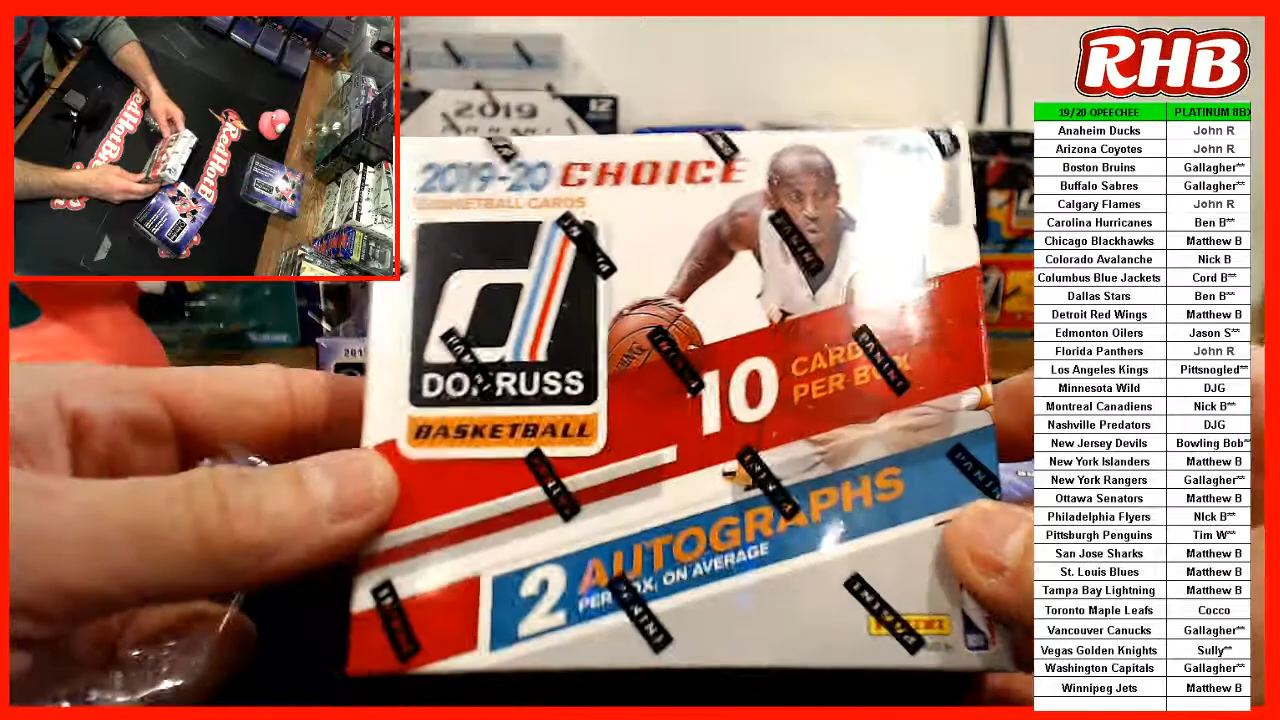 2019
12
2019-20 CHOICE
BASKETBALL CARDS
d
DONRUSS
BASKETBALL
10 CARDS
PER BOX
2 AUTOGRAPHS
PER BOX, ON AVERAGE
PANINI
RedHotB
RHB
19/20 OPEECHEE PLATINUM 8BX
Anaheim Ducks John R
Arizona Coyotes John R
Boston Bruins Gallagher**
Buffalo Sabres Gallagher**
Calgary Flames John R
Carolina Hurricanes Ben B**
Chicago Blackhawks Matthew B
Colorado Avalanche Nick B
Columbus Blue Jackets Cord B**
Dallas Stars Ben B**
Detroit Red Wings Matthew B
Edmonton Oilers Jason S**
Florida Panthers John R
Los Angeles Kings Pittsnogled**
Minnesota Wild DJG
Montreal Canadiens Nick B**
Nashville Predators DJG
New Jersey Devils Bowling Bob**
New York Islanders Matthew B
New York Rangers Gallagher**
Ottawa Senators Matthew B
Philadelphia Flyers NIck B**
Pittsburgh Penguins Tim W**
San Jose Sharks Matthew B
St. Louis Blues Matthew B
Tampa Bay Lightning Matthew B
Toronto Maple Leafs Cocco
Vancouver Canucks Gallagher**
Vegas Golden Knights Sully**
Washington Capitals Gallagher**
Winnipeg Jets Matthew B